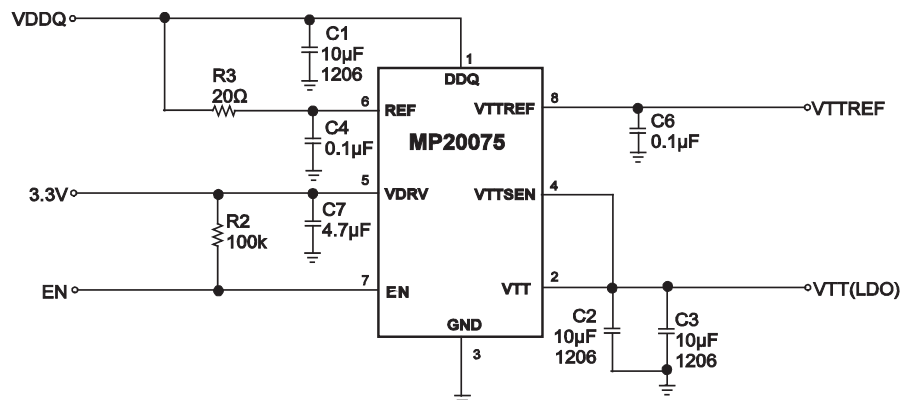 VDDQ
C1
10µF
1206
1
DDQ
R3
20Ω
6
REF
VTTREF
8
VTTREF
C4
0.1µF
MP20075
C6
0.1µF
3.3V
5
VDRV
VTTSEN
4
R2
100k
C7
4.7µF
EN
7
EN
VTT
2
VTT(LDO)
GND
3
C2
10µF
1206
C3
10µF
1206